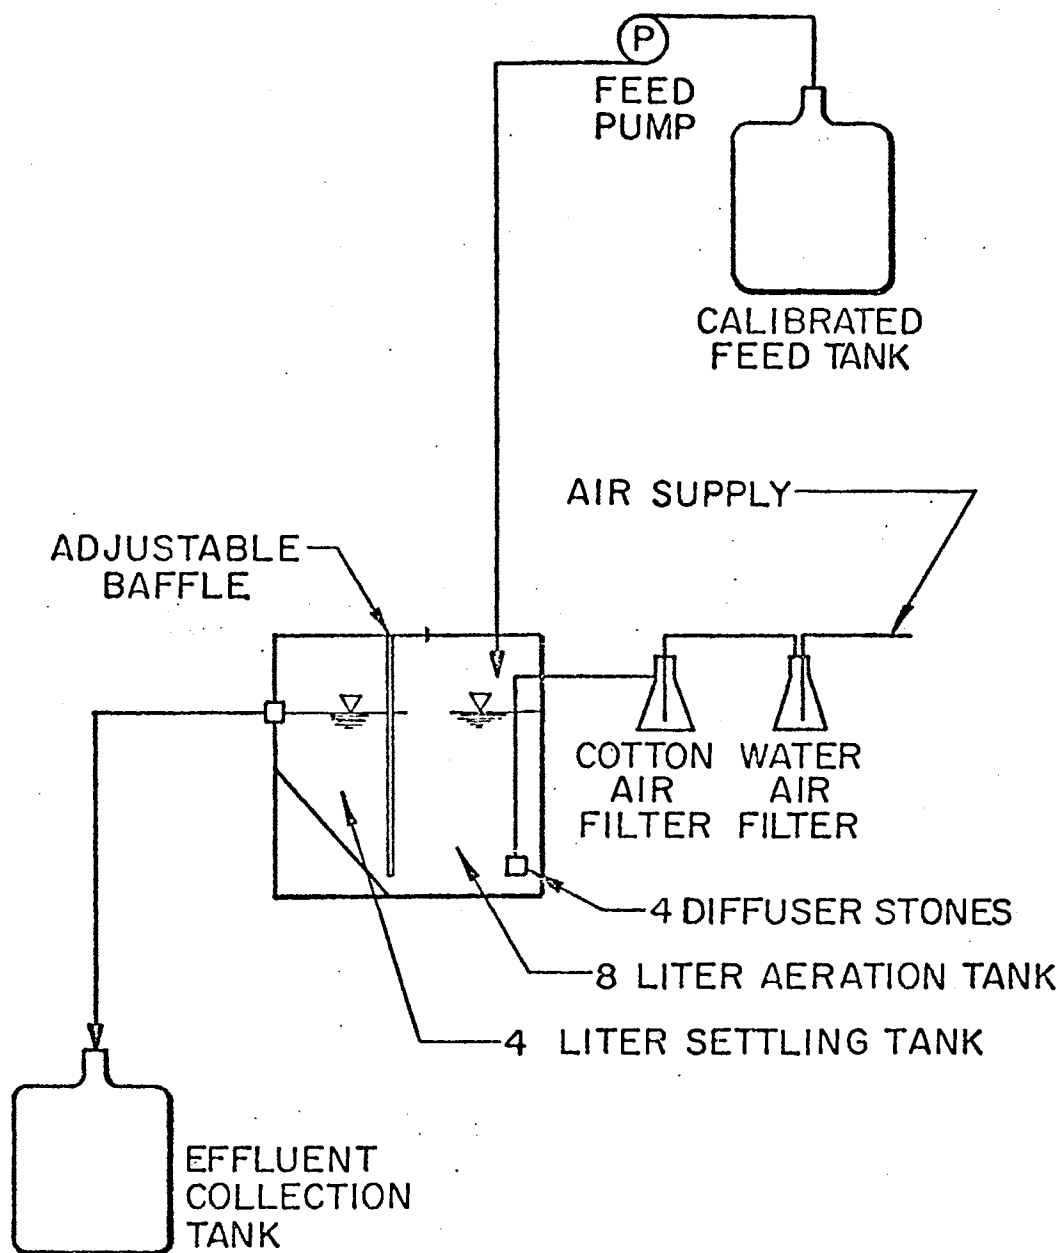 P
FEED
PUMP
CALIBRATED
FEED TANK
AIR SUPPLY
ADJUSTABLE
BAFFLE
COTTON
AIR
FILTER
WATER
AIR
FILTER
4 DIFFUSER STONES
8 LITER AERATION TANK
4 LITER SETTLING TANK
EFFLUENT
COLLECTION
TANK